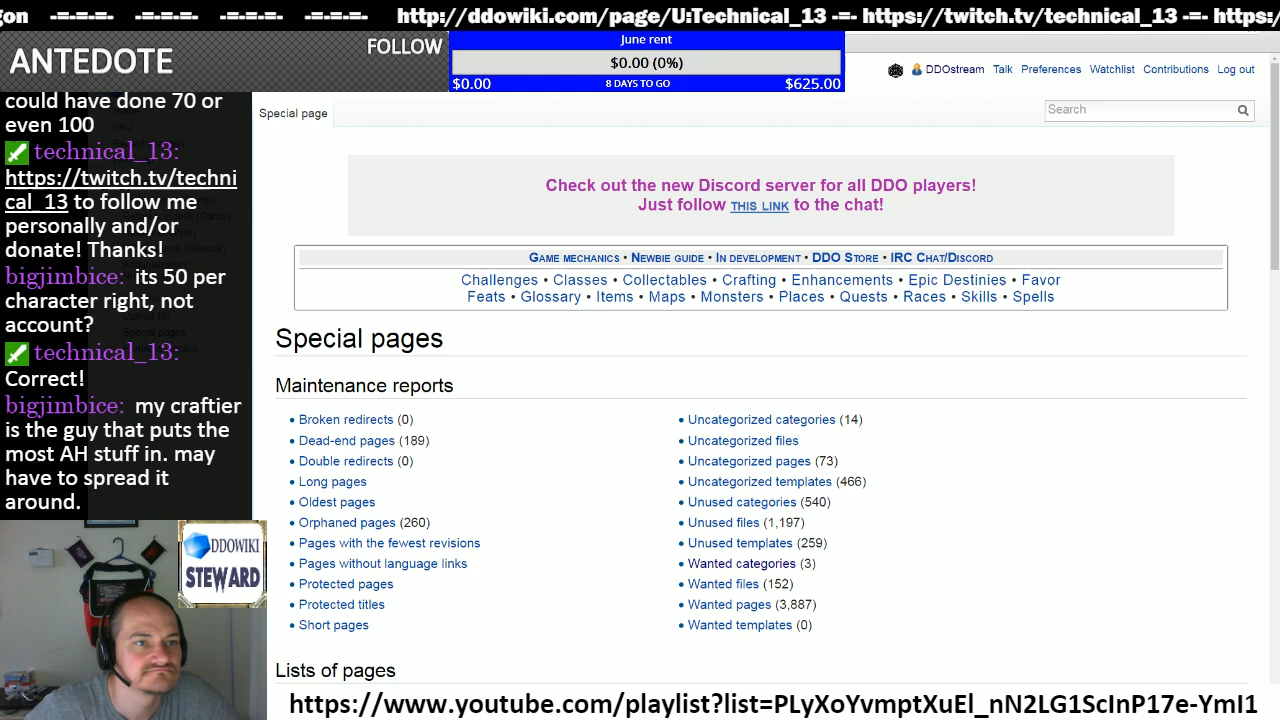 gon -=-=-=- -=-=-=- -=-=-=- -=-=-=- http://ddowiki.com/page/U:Technical_13 -=- https://twitch.tv/technical_13 -=- https:/
ANTEDOTE
FOLLOW
June rent
$0.00 (0%)
$0.00 8 DAYS TO GO $625.00
DDOstream Talk Preferences Watchlist Contributions Log out
Special page
Search
could have done 70 or
even 100
technical_13:
https://twitch.tv/techni
cal_13 to follow me
personally and/or
donate! Thanks!
bigjimbice: its 50 per
character right, not
account?
technical_13:
Correct!
bigjimbice: my craftier
is the guy that puts the
most AH stuff in. may
have to spread it
around.
FAQ
Upload file
Special pages
Check out the new Discord server for all DDO players!
Just follow THIS LINK to the chat!
Game mechanics • Newbie guide • In development • DDO Store • IRC Chat/Discord
Challenges • Classes • Collectables • Crafting • Enhancements • Epic Destinies • Favor
Feats • Glossary • Items • Maps • Monsters • Places • Quests • Races • Skills • Spells
Special pages
Maintenance reports
• Broken redirects (0)
• Dead-end pages (189)
• Double redirects (0)
• Long pages
• Oldest pages
• Orphaned pages (260)
• Pages with the fewest revisions
• Pages without language links
• Protected pages
• Protected titles
• Short pages
• Uncategorized categories (14)
• Uncategorized files
• Uncategorized pages (73)
• Uncategorized templates (466)
• Unused categories (540)
• Unused files (1,197)
• Unused templates (259)
• Wanted categories (3)
• Wanted files (152)
• Wanted pages (3,887)
• Wanted templates (0)
Lists of pages
DDOWIKI
STEWARD
https://www.youtube.com/playlist?list=PLyXoYvmptXuEl_nN2LG1ScInP17e-YmI1